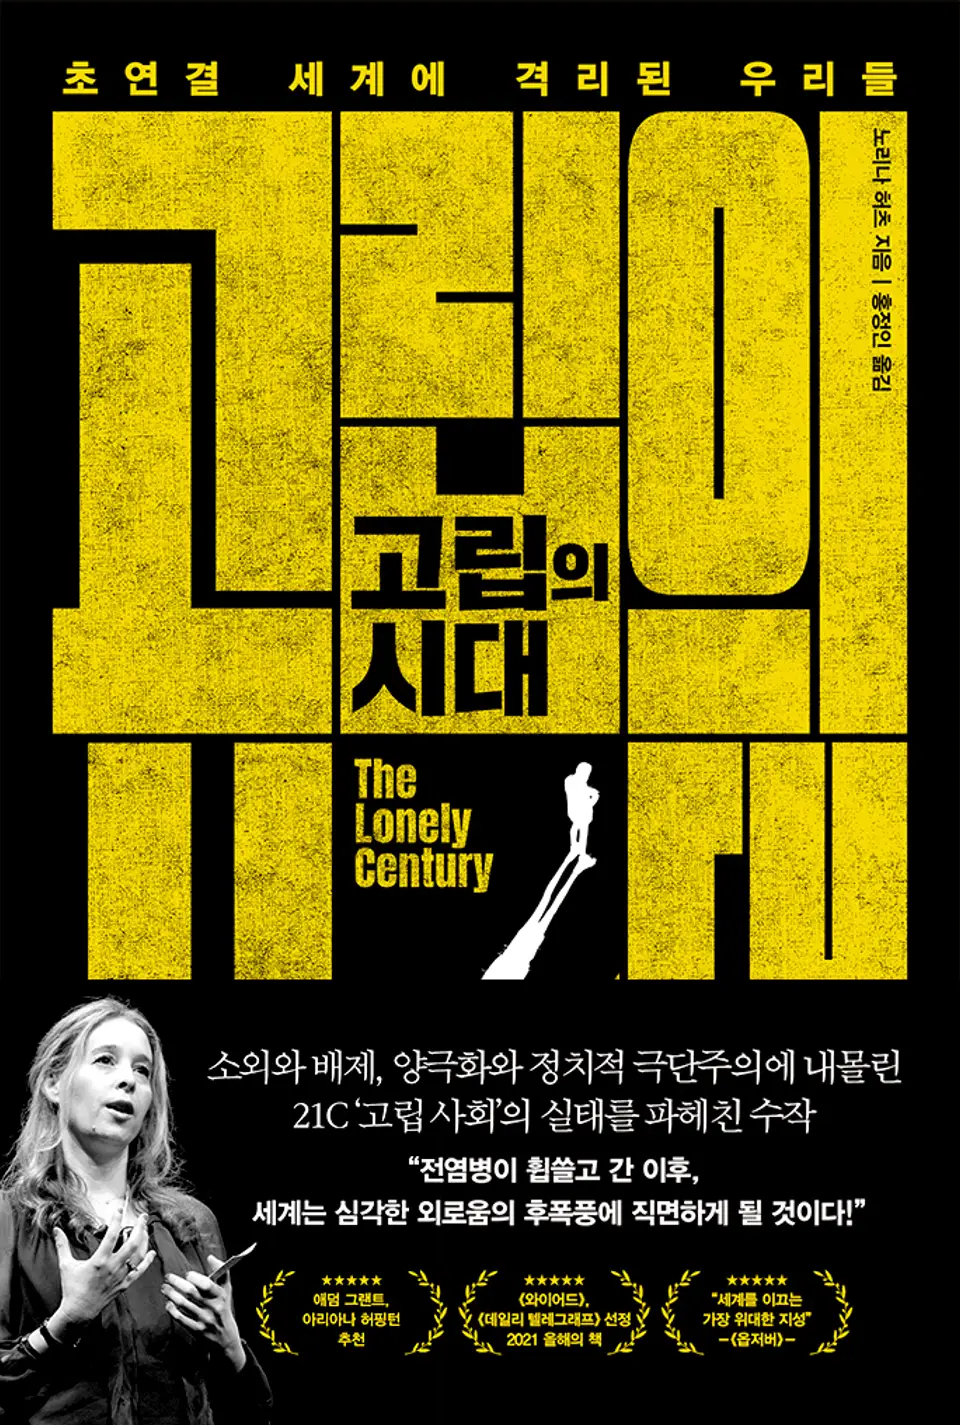 초연결 세계에 격리된 우리들
노리나 허츠 지음 | 홍정인 옮김
고립의
시대
The
Lonely
Century
소외와 배제, 양극화와 정치적 극단주의에 내몰린
21C ‘고립 사회’의 실태를 파헤친 수작
“전염병이 휩쓸고 간 이후,
세계는 심각한 외로움의 후폭풍에 직면하게 될 것이다!”
★★★★★
애덤 그랜트,
아리아나 허핑턴
추천
★★★★★
《와이어드》,
《데일리 텔레그래프》 선정
2021 올해의 책
★★★★★
“세계를 이끄는
가장 위대한 지성”
–《옵저버》–